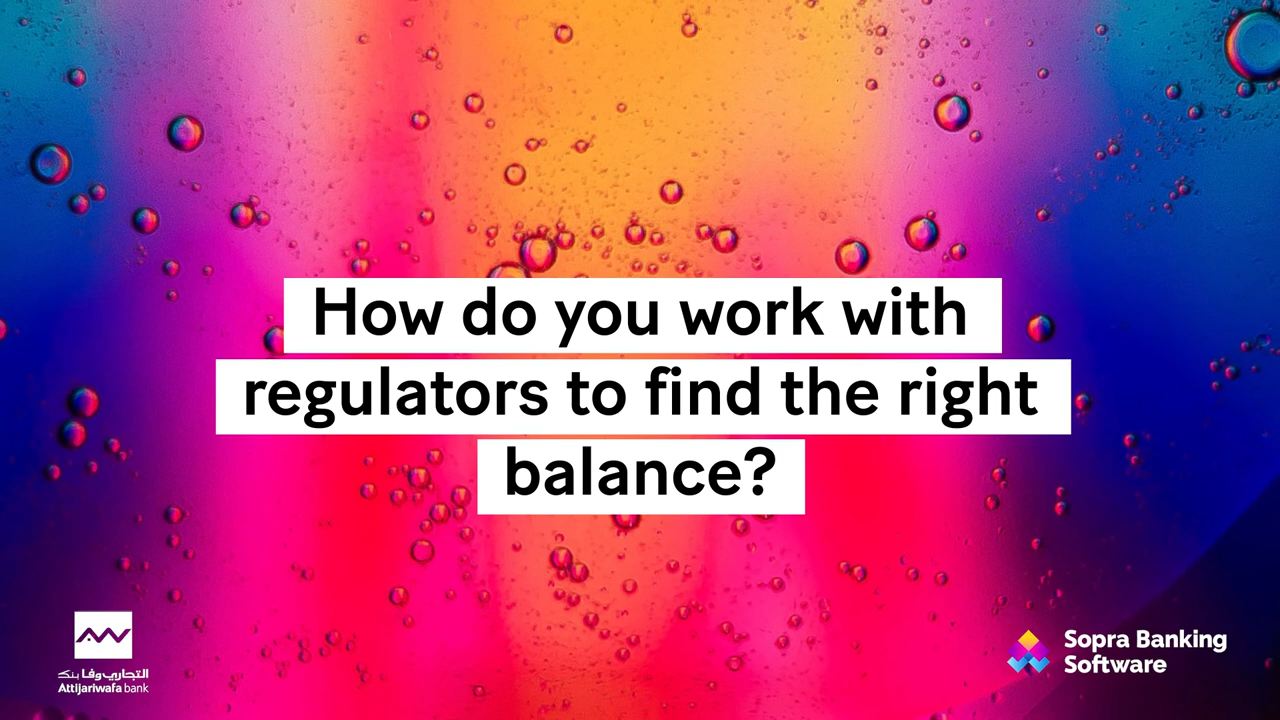 How do you work with
regulators to find the right
balance?
التجاري وفا بنك
Attijariwafa bank
Sopra Banking
Software